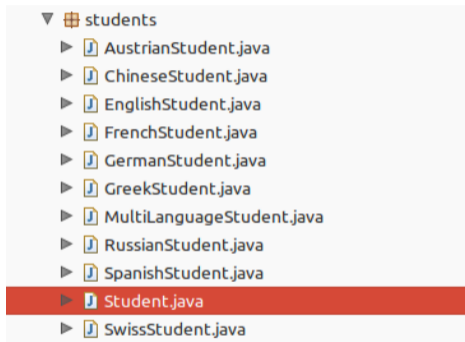 students
AustrianStudent.java
ChineseStudent.java
EnglishStudent.java
FrenchStudent.java
GermanStudent.java
GreekStudent.java
MultiLanguageStudent.java
RussianStudent.java
SpanishStudent.java
Student.java
SwissStudent.java